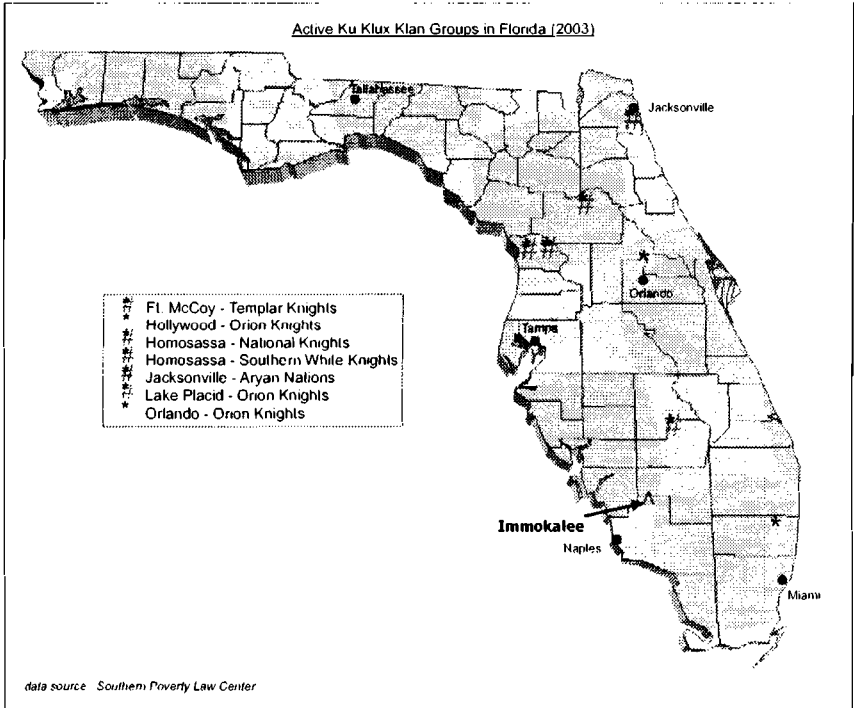 Active Ku Klux Klan Groups in Florida (2003)
Tallahassee
Jacksonville
Orlando
Tampa
Ft. McCoy - Templar Knights
Hollywood - Orion Knights
Homosassa - National Knights
Homosassa - Southern White Knights
Jacksonville - Aryan Nations
Lake Placid - Orion Knights
Orlando - Orion Knights
Immokalee
Naples
Miami
data source Southern Poverty Law Center